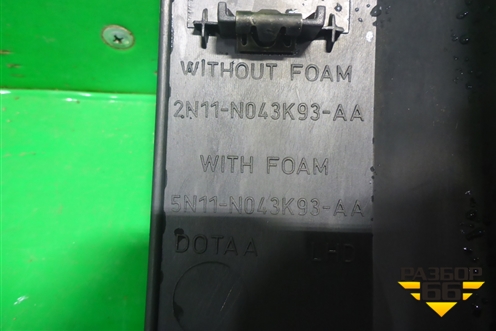 WITHOUT FOAM
2N11-N043K93-AA
WITH FOAM
5N11-N043K93-AA
DOTAA
РАЗБОР
66